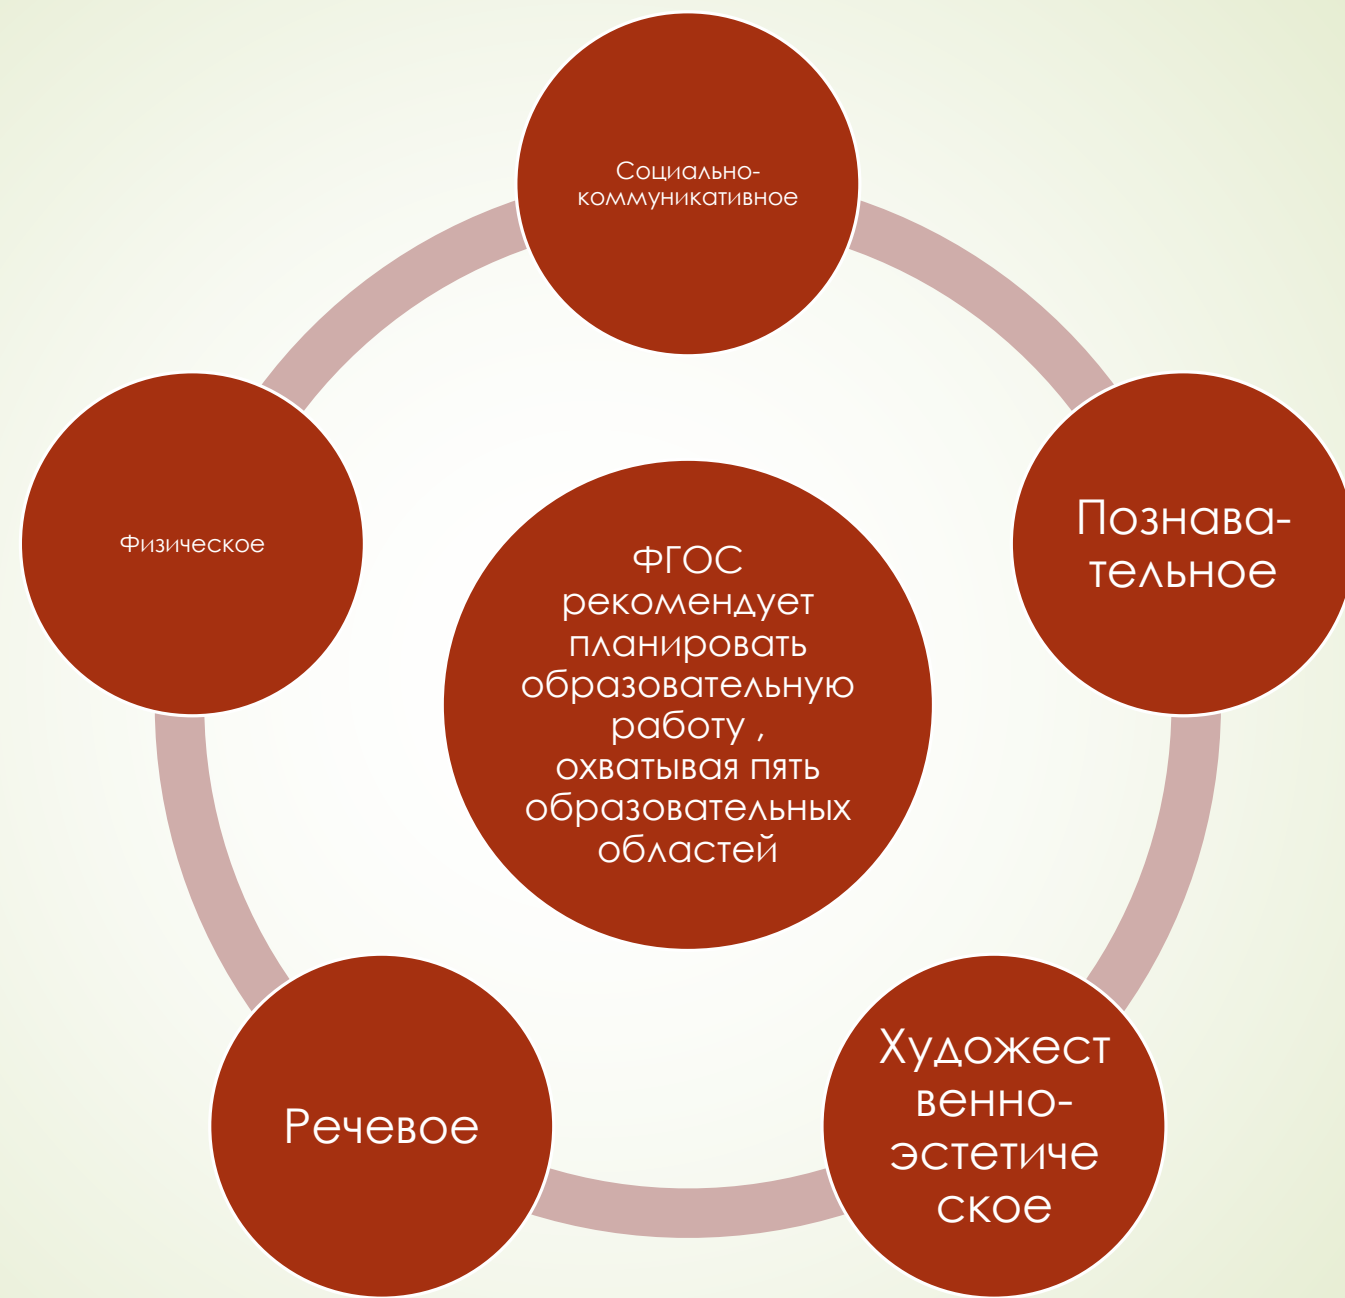 Социально-
коммуникативное
Познава-
тельное
Художест
венно-
эстетиче
ское
Речевое
Физическое
ФГОС
рекомендует
планировать
образовательную
работу ,
охватывая пять
образовательных
областей